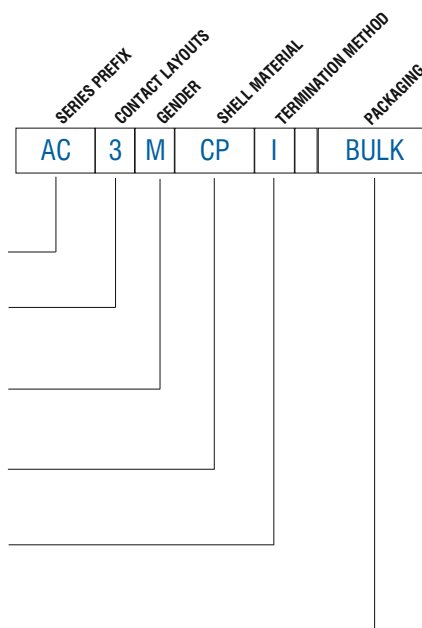 SERIES PREFIX
CONTACT LAYOUTS
GENDER
SHELL MATERIAL
TERMINATION METHOD
PACKAGING
AC 3 M CP I BULK